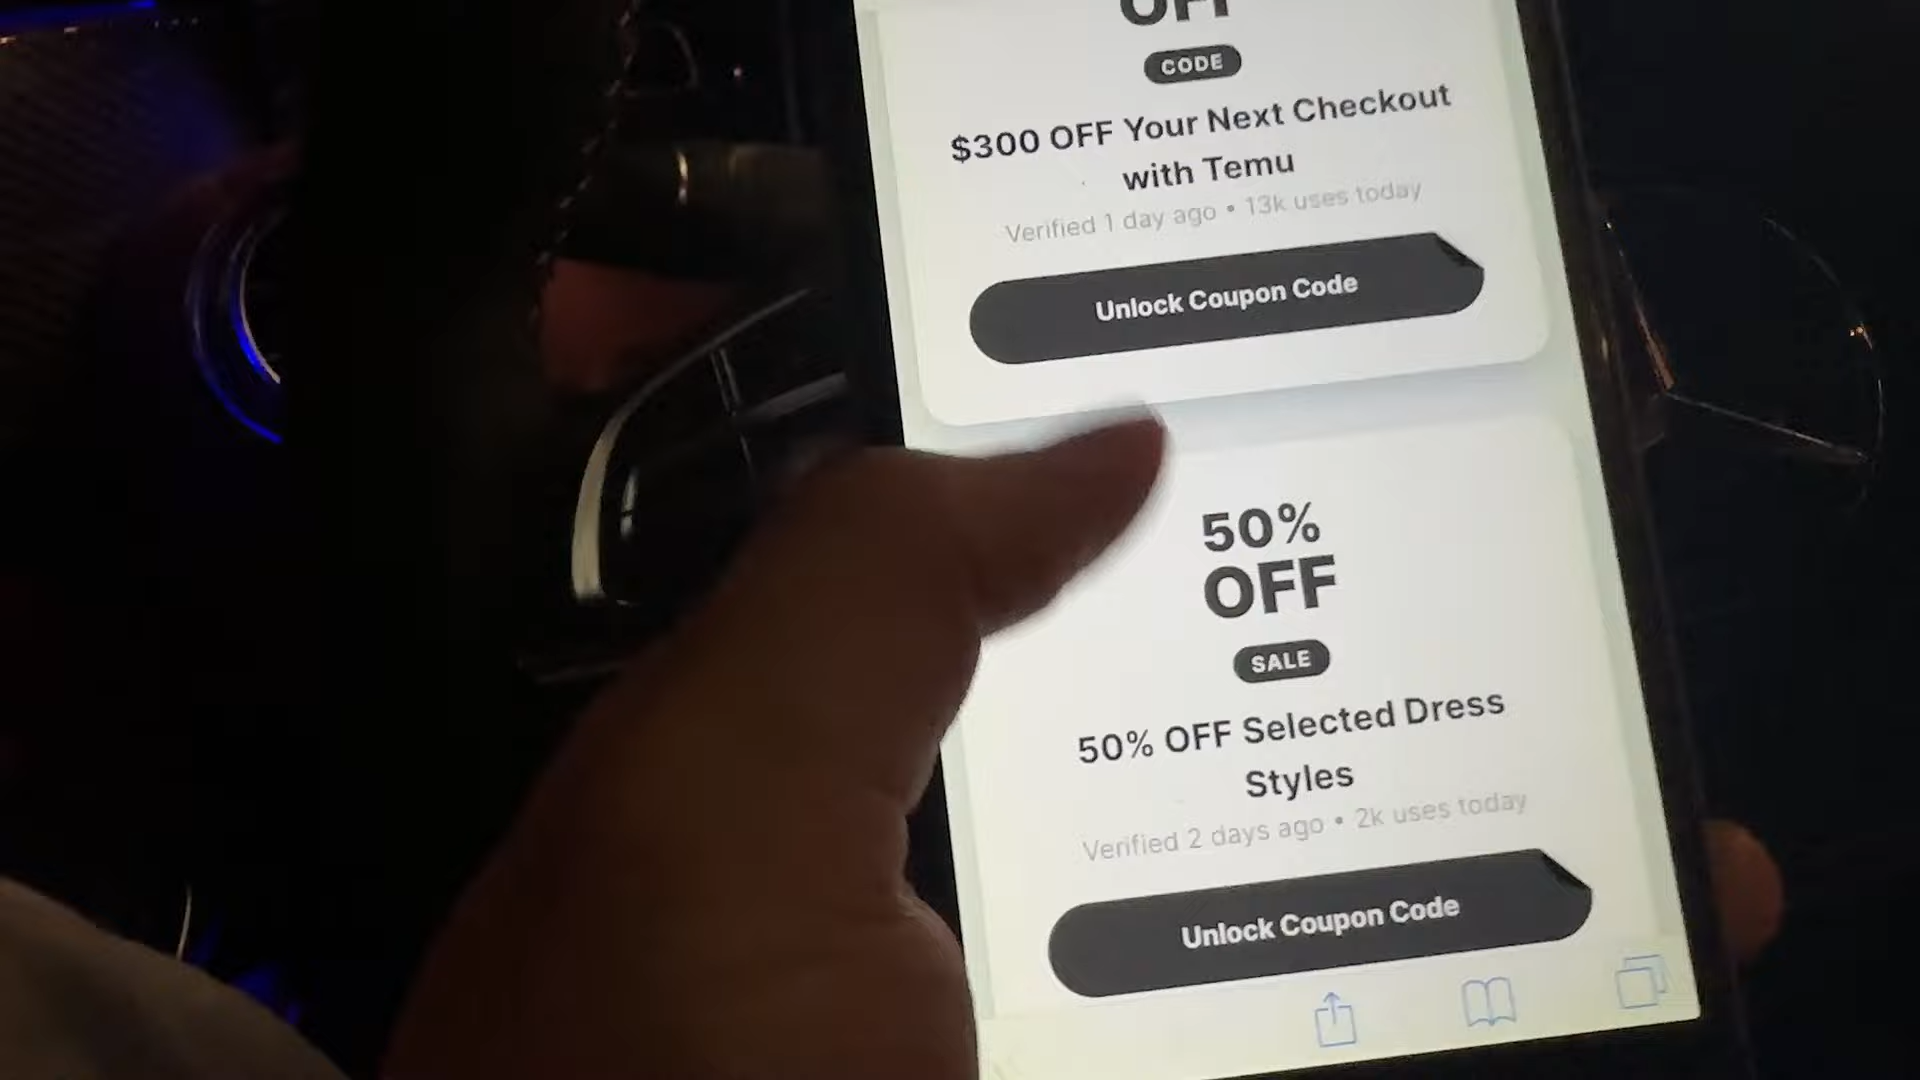 OFF
CODE
$300 OFF Your Next Checkout
with Temu
Verified 1 day ago • 13k uses today
Unlock Coupon Code
50%
OFF
SALE
50% OFF Selected Dress
Styles
Verified 2 days ago • 2k uses today
Unlock Coupon Code